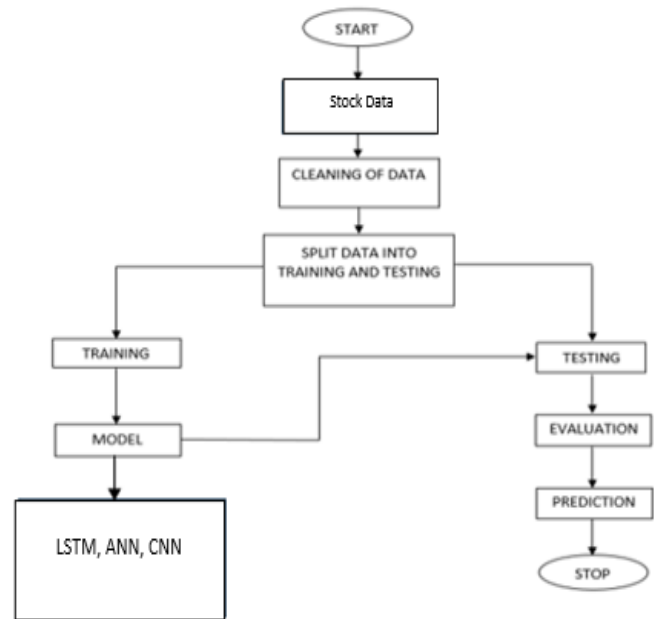 START
Stock Data
CLEANING OF DATA
SPLIT DATA INTO
TRAINING AND TESTING
TRAINING
TESTING
MODEL
EVALUATION
LSTM, ANN, CNN
PREDICTION
STOP